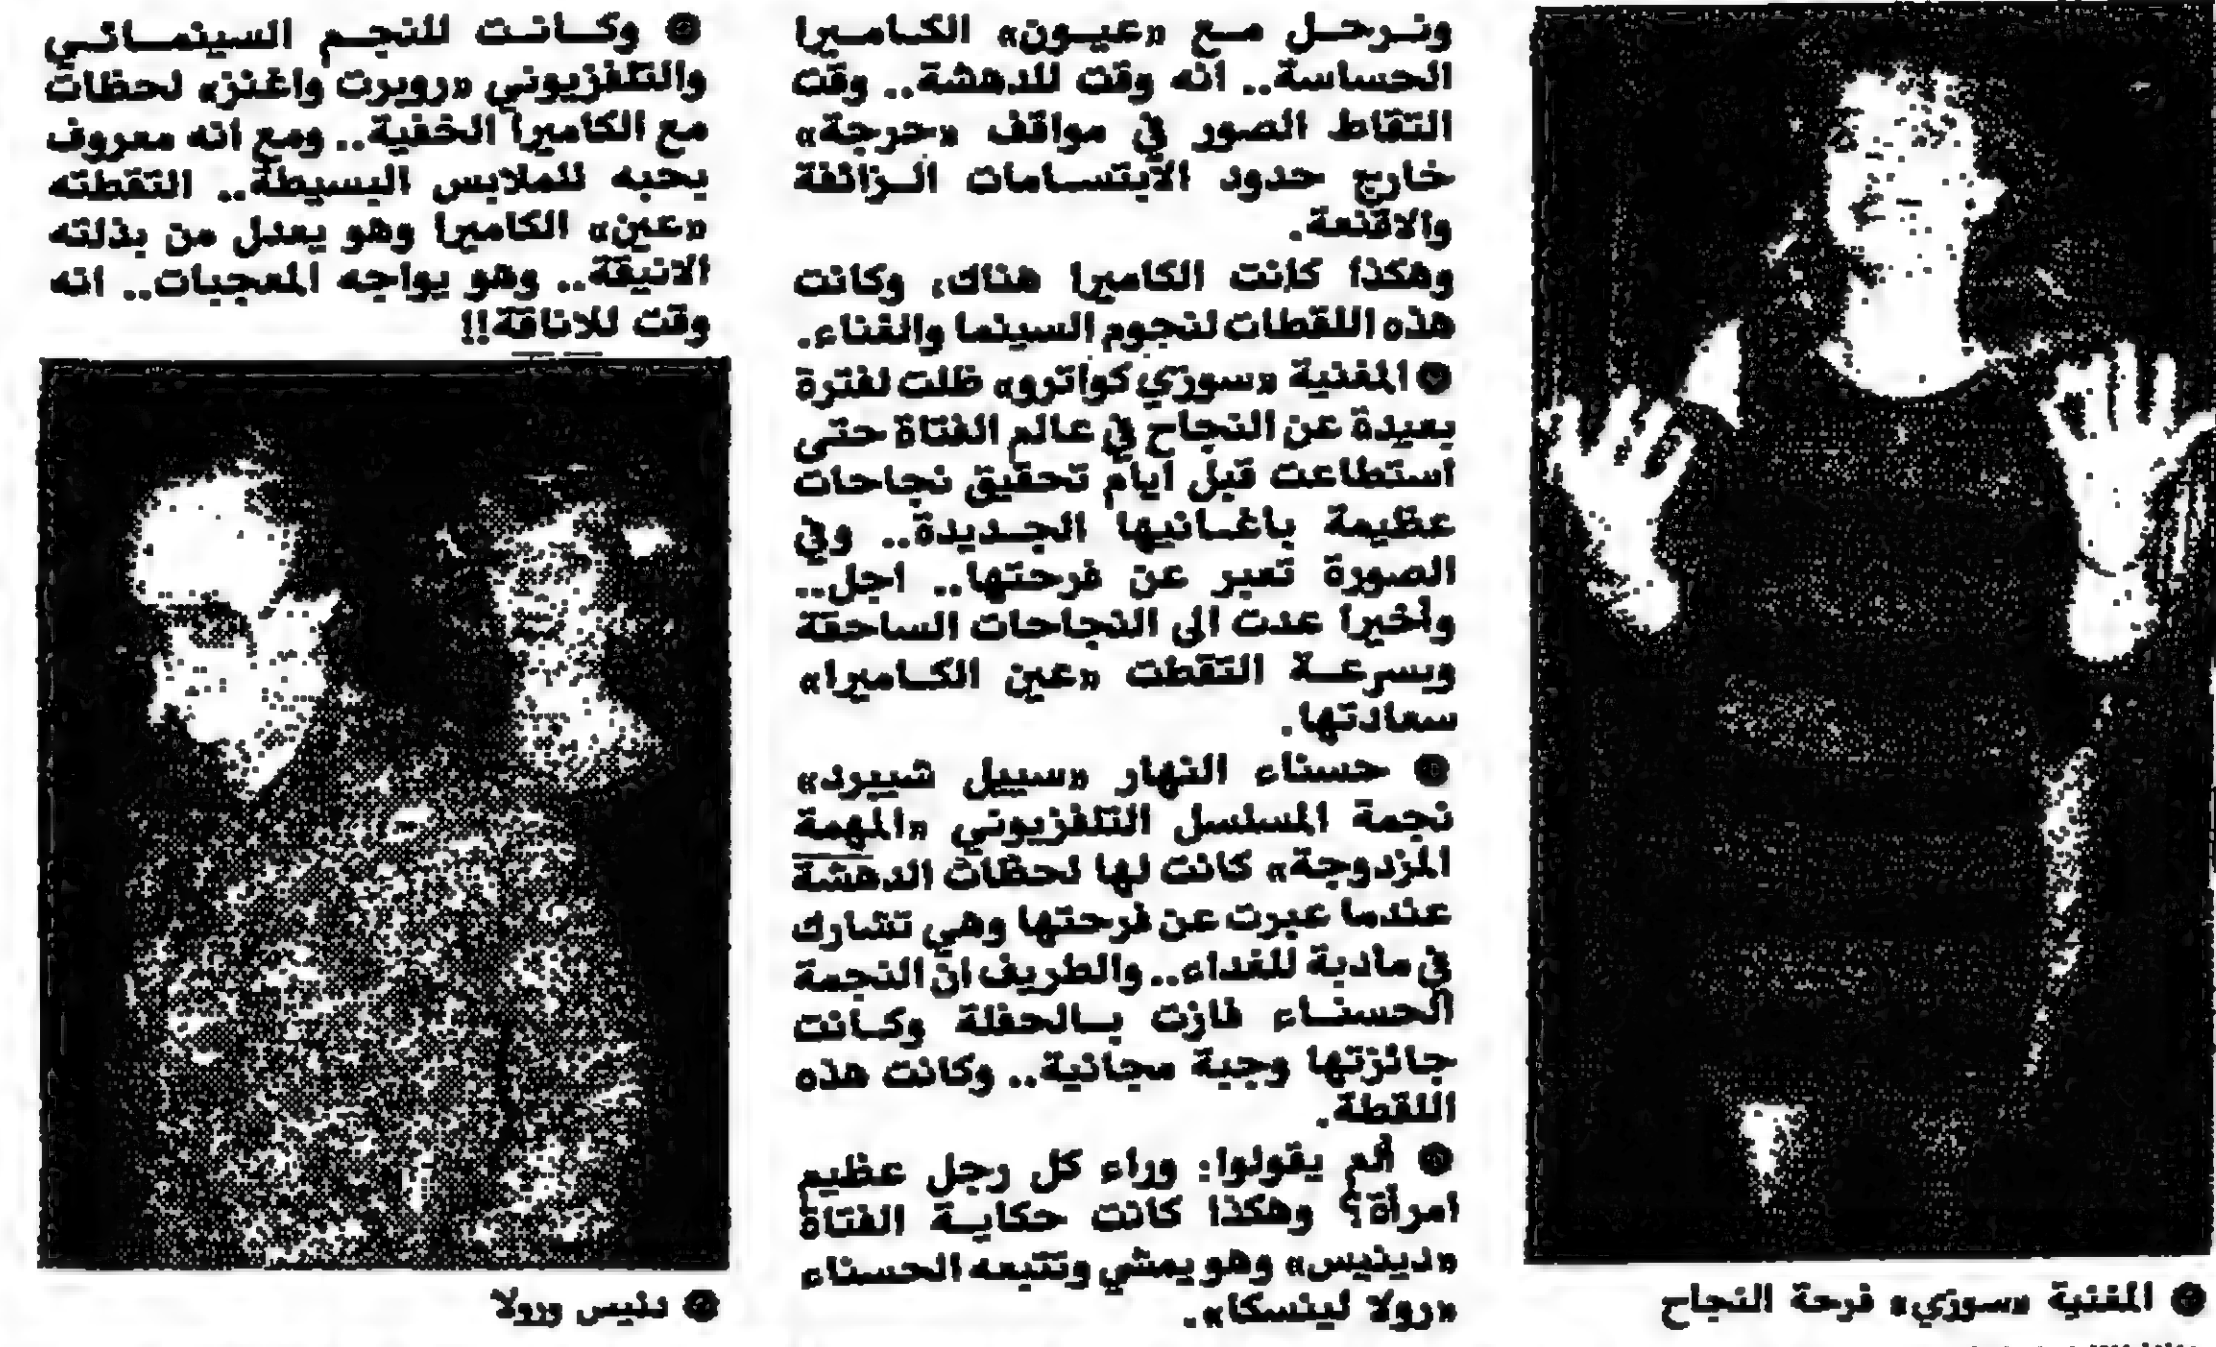 ونرحل مع «عيون» الكاميرا
الحساسة.. انه وقت للدهشة.. وقت
التقاط الصور في مواقف «حرجة»
خارج حدود الابتسامات الزائفة
والاقنعة.
وهكذا كانت الكاميرا هناك، وكانت
هذه اللقطات لنجوم السينما والغناء.
● المغنية «سوزي كواترو» ظلت لفترة
بعيدة عن النجاح في عالم الفتاة حتى
استطاعت قبل ايام تحقيق نجاحات
عظيمة باغانيها الجديدة.. وفي
الصورة تعبر عن فرحتها.. اجل..
وأخيرا عدت الى النجاحات الساحقة
وبسرعة التقطت «عين الكاميرا»
سعادتها.
● حسناء النهار «سيبيل شيبرد»
نجمة المسلسل التلفزيوني «المهمة
المزدوجة» كانت لها لحظات الدهشة
عندما عبرت عن فرحتها وهي تشارك
في مادبة للغداء.. والطريف ان النجمة
الحسناء فازت بالحفلة وكانت
جائزتها وجبة مجانية.. وكانت هذه
اللقطة.
● ألم يقولوا: وراء كل رجل عظيم
امرأة؟ وهكذا كانت حكاية الفتاة
«دينيس» وهو يمشي وتتبعه الحسناء
«رولا لينسكا».
● وكانت للنجم السينمائي
والتلفزيوني «روبرت واغنز» لحظات
مع الكاميرا الخفية.. ومع انه معروف
بحبه للملابس البسيطة.. التقطته
«عين» الكاميرا وهو يعدل من بذلته
الانيقة.. وهو يواجه المعجبات.. انه
وقت للاناقة!!
● المغنية «سوزي» فرحة النجاح
● دنيس ورولا